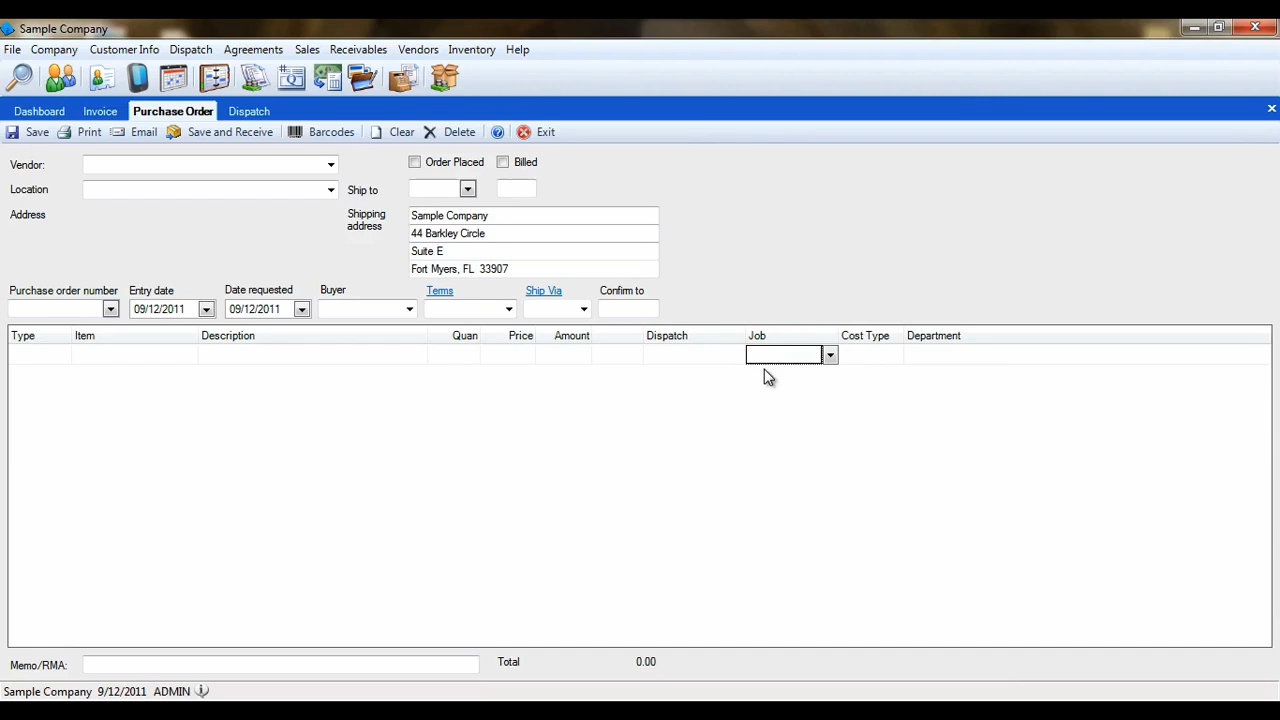 Sample Company
File Company Customer Info Dispatch Agreements Sales Receivables Vendors Inventory Help
Dashboard Invoice Purchase Order Dispatch
Save Print Email Save and Receive Barcodes Clear Delete Exit
Vendor: Order Placed Billed
Location Ship to
Address Shipping address Sample Company
44 Barkley Circle
Suite E
Fort Myers, FL 33907
Purchase order number Entry date Date requested Buyer Terms Ship Via Confirm to
09/12/2011 09/12/2011
Type Item Description Quan Price Amount Dispatch Job Cost Type Department
Memo/RMA: Total 0.00
Sample Company 9/12/2011 ADMIN